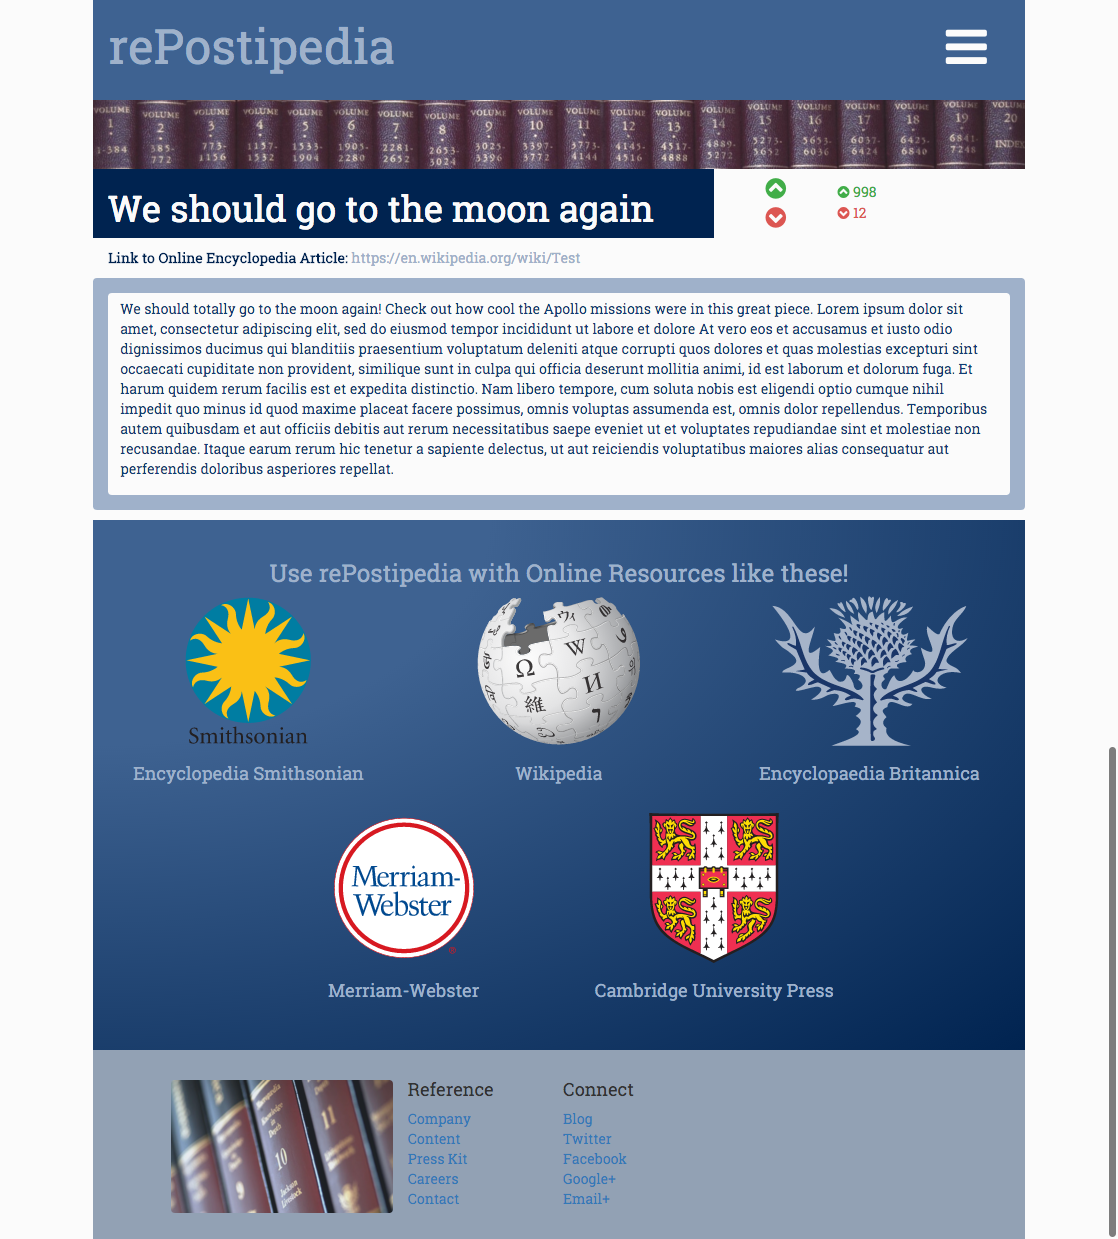 rePostipedia
VOLUME VOLUME VOLUME VOLUME VOLUME VOLUME VOLUME VOLUME VOLUME VOLUME VOLUME VOLUME VOLUME VOLUME VOLUME VOLUME VOLUME VOLUME VOLUME VOLUM
1 2 3 4 5 6 7 8 9 10 11 12 13 14 15 16 17 18 19 20
1-384 385- 773- 1157- 1533- 1905- 2281- 2653- 3025- 3397- 3773- 4145- 4517- 4889- 5273- 5653- 6037- 6425- 6841- INDEX
772 1156 1532 1904 2280 2652 3024 3396 3772 4144 4516 4888 5272 5652 6036 6424 6840 7248
We should go to the moon again
998
12
Link to Online Encyclopedia Article: https://en.wikipedia.org/wiki/Test
We should totally go to the moon again! Check out how cool the Apollo missions were in this great piece. Lorem ipsum dolor sit
amet, consectetur adipiscing elit, sed do eiusmod tempor incididunt ut labore et dolore At vero eos et accusamus et iusto odio
dignissimos ducimus qui blanditiis praesentium voluptatum deleniti atque corrupti quos dolores et quas molestias excepturi sint
occaecati cupiditate non provident, similique sunt in culpa qui officia deserunt mollitia animi, id est laborum et dolorum fuga. Et
harum quidem rerum facilis est et expedita distinctio. Nam libero tempore, cum soluta nobis est eligendi optio cumque nihil
impedit quo minus id quod maxime placeat facere possimus, omnis voluptas assumenda est, omnis dolor repellendus. Temporibus
autem quibusdam et aut officiis debitis aut rerum necessitatibus saepe eveniet ut et voluptates repudiandae sint et molestiae non
recusandae. Itaque earum rerum hic tenetur a sapiente delectus, ut aut reiciendis voluptatibus maiores alias consequatur aut
perferendis doloribus asperiores repellat.
Use rePostipedia with Online Resources like these!
Ω W И 維
Smithsonian
Encyclopedia Smithsonian
Wikipedia
Encyclopaedia Britannica
Merriam-
Webster
Merriam-Webster
Cambridge University Press
9 10 11
Reference
Company
Content
Press Kit
Careers
Contact
Connect
Blog
Twitter
Facebook
Google+
Email+